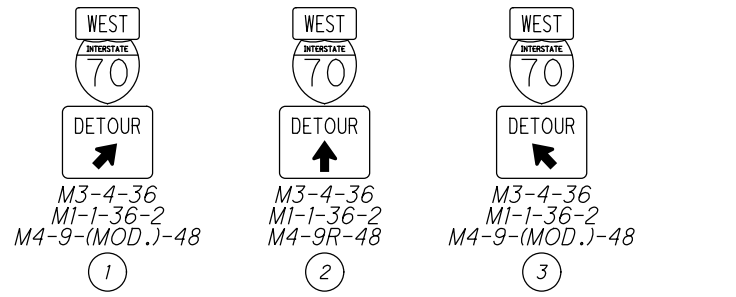 WEST
INTERSTATE
70
DETOUR
M3-4-36
M1-1-36-2
M4-9-(MOD.)-48
1
WEST
INTERSTATE
70
DETOUR
M3-4-36
M1-1-36-2
M4-9R-48
2
WEST
INTERSTATE
70
DETOUR
M3-4-36
M1-1-36-2
M4-9-(MOD.)-48
3